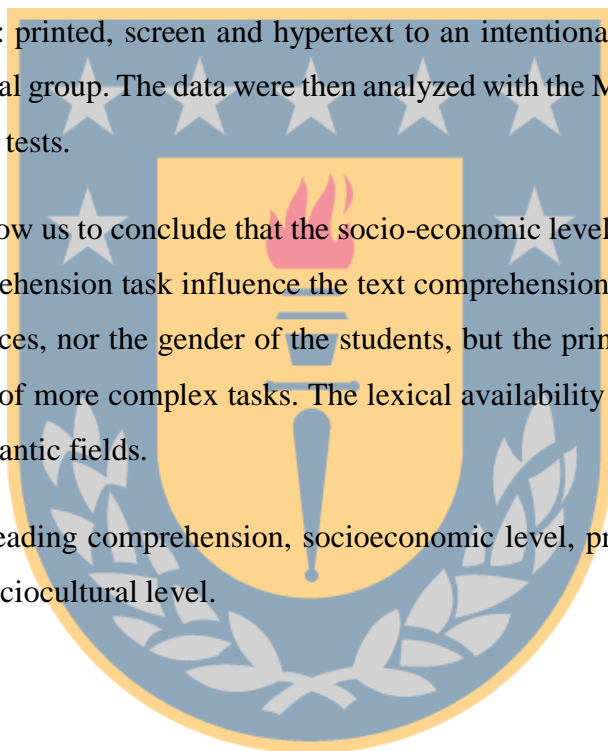 : printed, screen and hypertext to an intentional
al group. The data were then analyzed with the M
tests.
ow us to conclude that the socio-economic level
rehension task influence the text comprehension
ces, nor the gender of the students, but the prin
of more complex tasks. The lexical availability
antic fields.
eading comprehension, socioeconomic level, pr
ciocultural level.